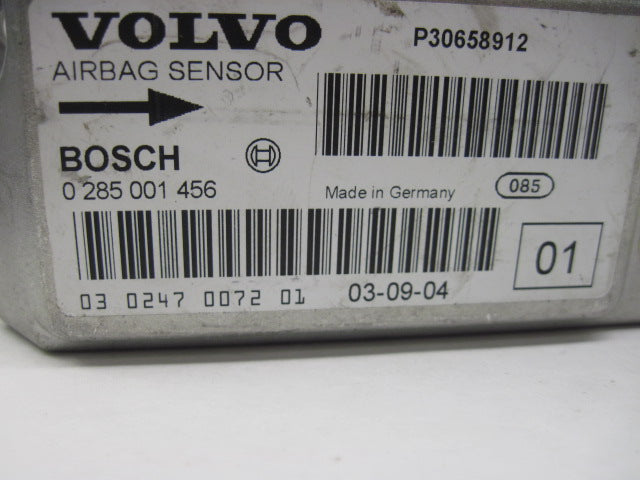 VOLVO P30658912
AIRBAG SENSOR
BOSCH
0 285 001 456 Made in Germany 085
01
03 0247 0072 01 03-09-04